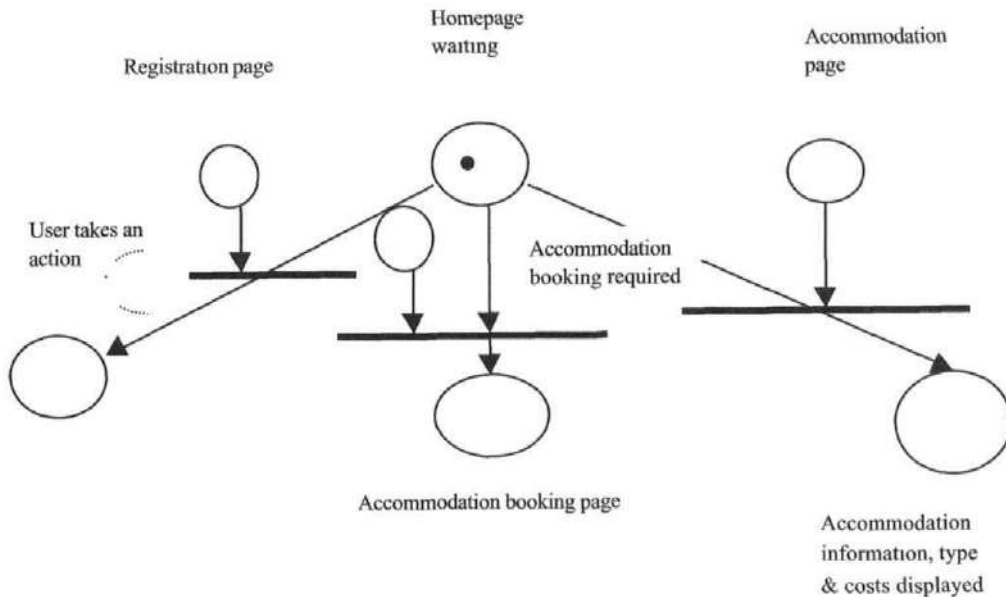 Homepage
waiting
Registration page
Accommodation
page
User takes an
action
Accommodation
booking required
Accommodation booking page
Accommodation
information, type
& costs displayed